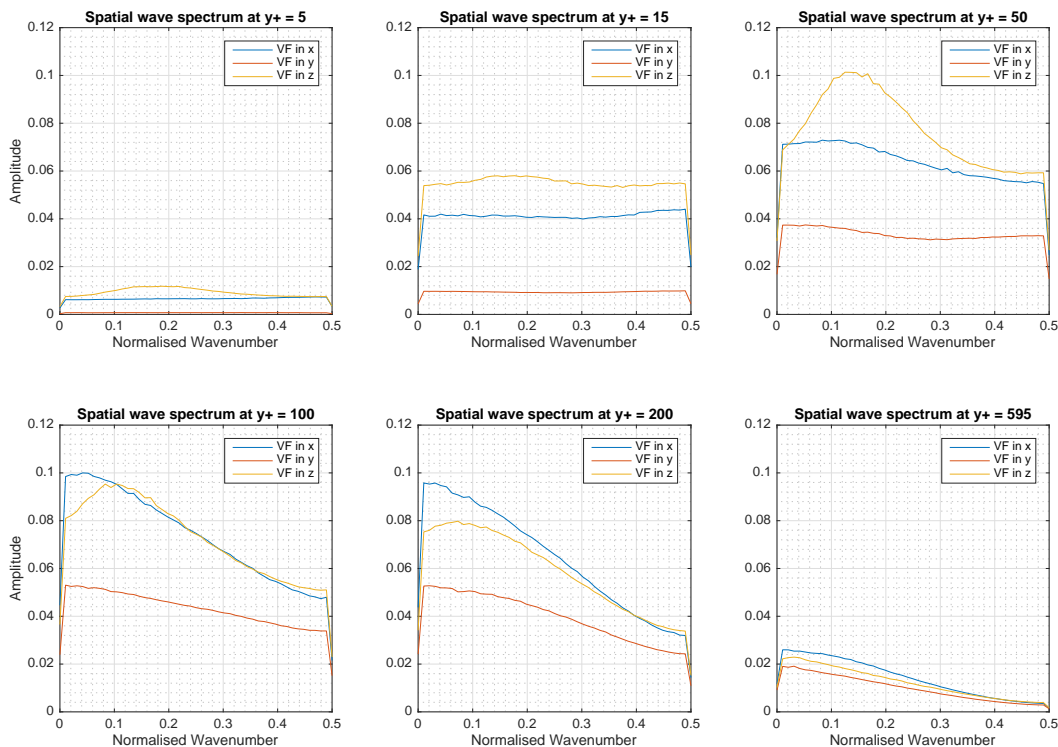 Spatial wave spectrum at y+ = 5
0.12
0.1
0.08
0.06
0.04
0.02
0
Amplitude
VF in x
VF in y
VF in z
0 0.1 0.2 0.3 0.4 0.5
Normalised Wavenumber
Spatial wave spectrum at y+ = 15
0.12
0.1
0.08
0.06
0.04
0.02
0
VF in x
VF in y
VF in z
0 0.1 0.2 0.3 0.4 0.5
Normalised Wavenumber
Spatial wave spectrum at y+ = 50
0.12
0.1
0.08
0.06
0.04
0.02
0
VF in x
VF in y
VF in z
0 0.1 0.2 0.3 0.4 0.5
Normalised Wavenumber
Spatial wave spectrum at y+ = 100
0.12
0.1
0.08
0.06
0.04
0.02
0
Amplitude
VF in x
VF in y
VF in z
0 0.1 0.2 0.3 0.4 0.5
Normalised Wavenumber
Spatial wave spectrum at y+ = 200
0.12
0.1
0.08
0.06
0.04
0.02
0
VF in x
VF in y
VF in z
0 0.1 0.2 0.3 0.4 0.5
Normalised Wavenumber
Spatial wave spectrum at y+ = 595
0.12
0.1
0.08
0.06
0.04
0.02
0
VF in x
VF in y
VF in z
0 0.1 0.2 0.3 0.4 0.5
Normalised Wavenumber